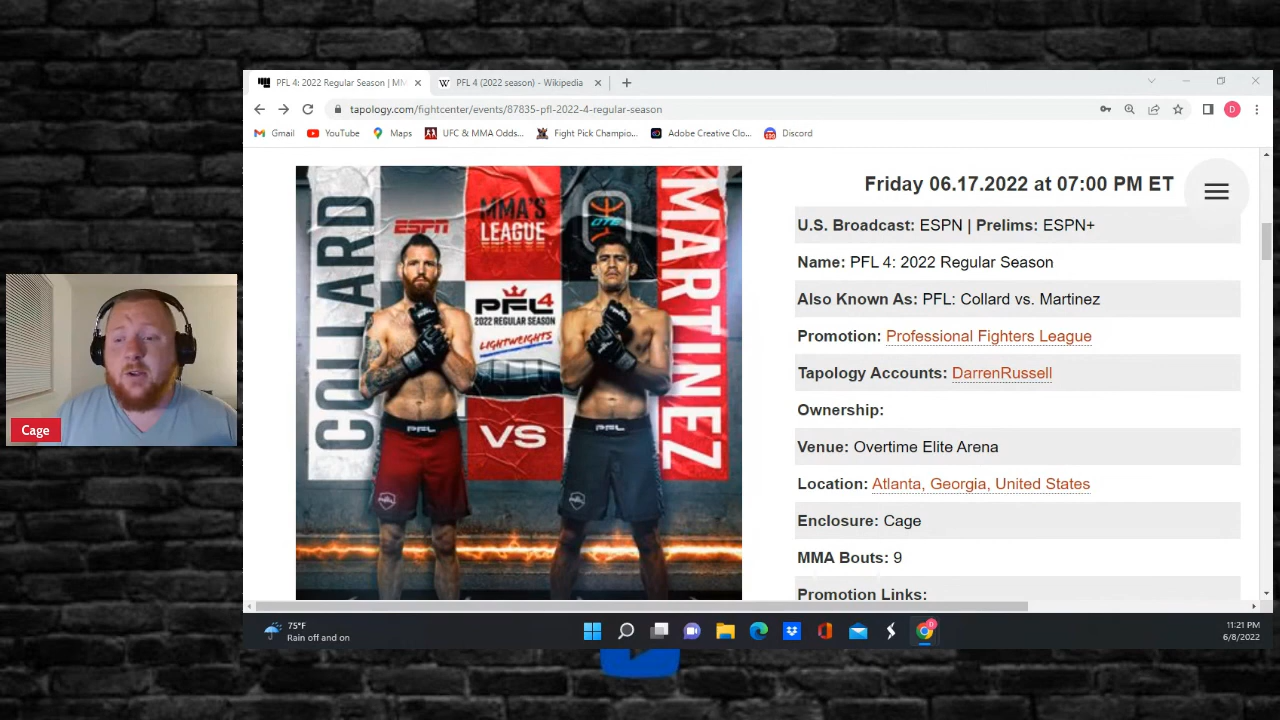 PFL 4: 2022 Regular Season | MM
PFL 4 (2022 season) - Wikipedia
tapology.com/fightcenter/events/87835-pfl-2022-4-regular-season
D
Gmail
YouTube
Maps
UFC & MMA Odds...
Fight Pick Champio...
Adobe Creative Clo...
Discord
COLLARD
ESPN
MMA'S
LEAGUE
OTE
MARTINEZ
PFL4
2022 REGULAR SEASON
LIGHTWEIGHTS
VS
PFL
PFL
Friday 06.17.2022 at 07:00 PM ET
U.S. Broadcast: ESPN | Prelims: ESPN+
Name: PFL 4: 2022 Regular Season
Also Known As: PFL: Collard vs. Martinez
Promotion: Professional Fighters League
Tapology Accounts: DarrenRussell
Ownership:
Venue: Overtime Elite Arena
Location: Atlanta, Georgia, United States
Enclosure: Cage
MMA Bouts: 9
Promotion Links:
Cage
75°F
Rain off and on
11:21 PM
6/8/2022